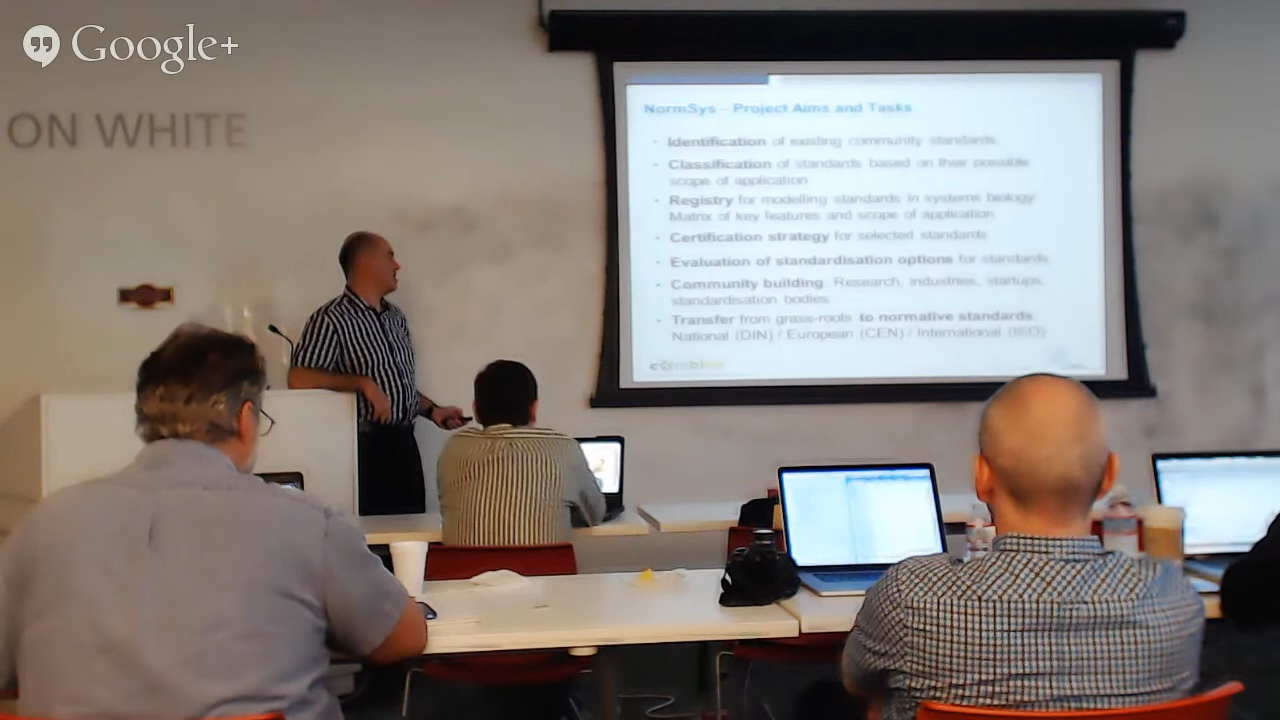 Google+
ON WHITE
NormSys - Project Aims and Tasks
- Identification of existing community standards
- Classification of standards based on their possible
scope of application
- Registry for modelling standards in systems biology
Matrix of key features and scope of application
- Certification strategy for selected standards
- Evaluation of standardisation options for standards
- Community building: Research, industries, startups,
standardisation bodies
- Transfer from grass-roots to normative standards
National (DIN) / European (CEN) / International (ISO)